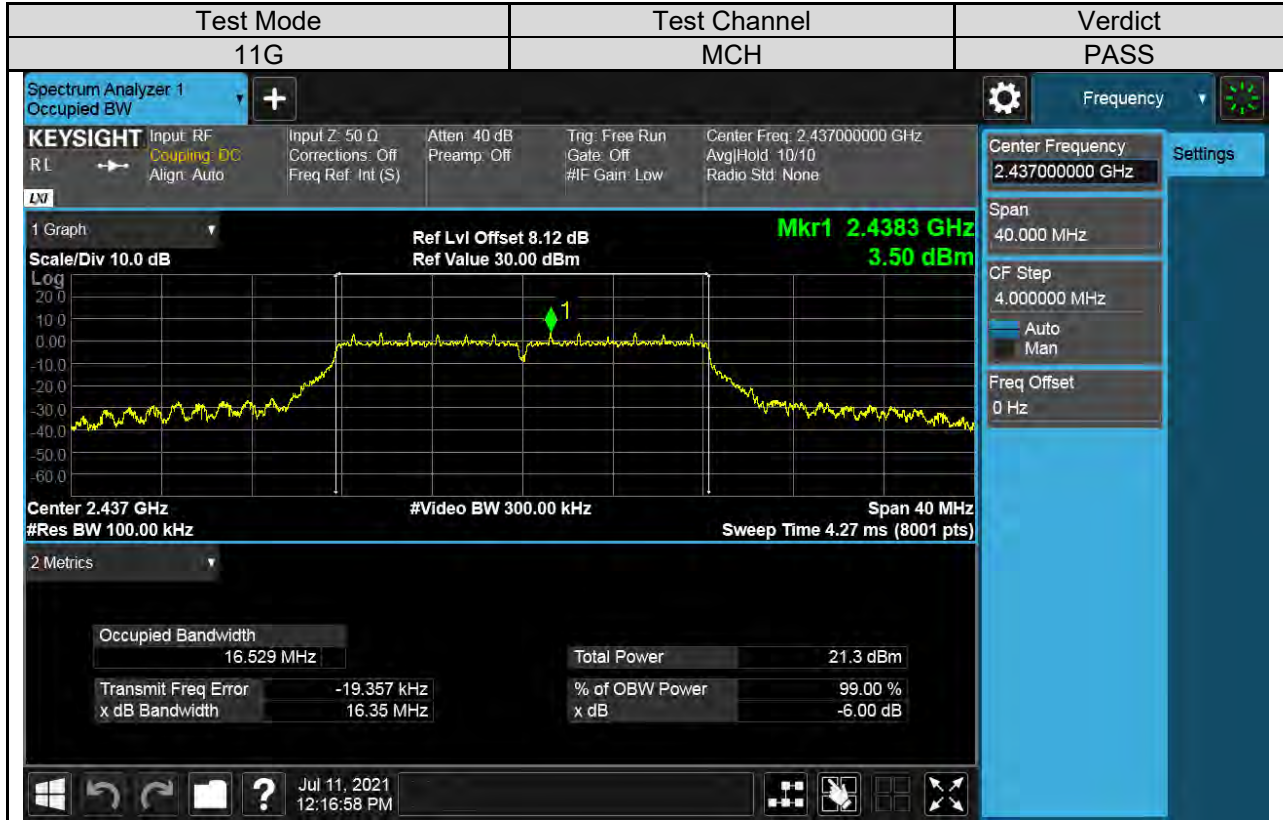 Test Mode Test Channel Verdict
11G MCH PASS
Spectrum Analyzer 1
Occupied BW
Frequency
KEYSIGHT
RL
LXI
Input: RF
Coupling: DC
Align: Auto
Input Z: 50 Ω
Corrections: Off
Freq Ref: Int (S)
Atten: 40 dB
Preamp: Off
Trig: Free Run
Gate: Off
#IF Gain: Low
Center Freq: 2.437000000 GHz
Avg|Hold: 10/10
Radio Std: None
Center Frequency
2.437000000 GHz
Settings
Span
40.000 MHz
CF Step
4.000000 MHz
Auto
Man
Freq Offset
0 Hz
1 Graph
Scale/Div 10.0 dB
Ref Lvl Offset 8.12 dB
Ref Value 30.00 dBm
Mkr1 2.4383 GHz
3.50 dBm
Log
20.0
10.0
0.00
-10.0
-20.0
-30.0
-40.0
-50.0
-60.0
1
Center 2.437 GHz #Video BW 300.00 kHz Span 40 MHz
#Res BW 100.00 kHz Sweep Time 4.27 ms (8001 pts)
2 Metrics
Occupied Bandwidth
16.529 MHz
Total Power 21.3 dBm
Transmit Freq Error -19.357 kHz
% of OBW Power 99.00 %
x dB Bandwidth 16.35 MHz
x dB -6.00 dB
?
Jul 11, 2021
12:16:58 PM